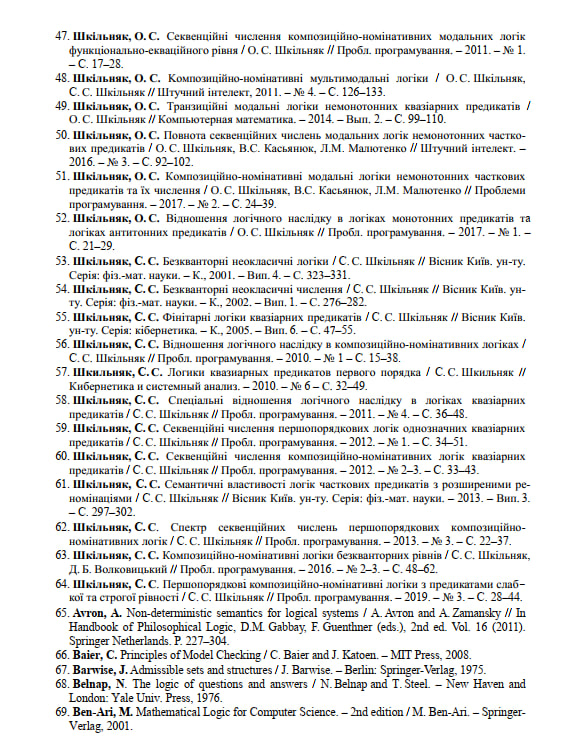 47. Шкільняк, О. С. Секвенційні числення композиційно-номінативних модальних логік
функціонально-екваційного рівня / О. С. Шкільняк // Пробл. програмування. – 2011. – № 1.
– С. 17–28.
48. Шкільняк, О. С. Композиційно-номінативні мультимодальні логіки / О. С. Шкільняк,
С. С. Шкільняк // Штучний інтелект, 2011. – № 4. – С. 126–133.
49. Шкільняк, О. С. Транзиційні модальні логіки немонотонних квазіарних предикатів /
О. С. Шкільняк // Компьютерная математика. – 2014. – Вып. 2. – С. 99–110.
50. Шкільняк, О. С. Повнота секвенційних числень модальних логік немонотонних частко-
вих предикатів / О. С. Шкільняк, В.С. Касьянюк, Л.М. Малютенко // Штучний інтелект. –
2016. – № 3. – С. 92–102.
51. Шкільняк, О. С. Композиційно-номінативні модальні логіки немонотонних часткових
предикатів та їх числення / О. С. Шкільняк, В.С. Касьянюк, Л.М. Малютенко // Проблеми
програмування. – 2017. – № 2. – С. 24–39.
52. Шкільняк, О. С. Відношення логічного наслідку в логіках монотонних предикатів та
логіках антитонних предикатів / О. С. Шкільняк // Пробл. програмування. – 2017. – № 1. –
С. 21–29.
53. Шкільняк, С. С. Безкванторні неокласичні логіки / С. С. Шкільняк // Вісник Київ. ун-ту.
Серія: фіз.-мат. науки. – К., 2001. – Вип. 4. – С. 323–331.
54. Шкільняк, С. С. Безкванторні неокласичні числення / С. С. Шкільняк // Вісник Київ. ун-
ту. Серія: фіз.-мат. науки. – К., 2002. – Вип. 1. – С. 276–282.
55. Шкільняк, С. С. Фінітарні логіки квазіарних предикатів / С. С. Шкільняк // Вісник Київ.
ун-ту. Серія: кібернетика. – К., 2005. – Вип. 6. – С. 47–55.
56. Шкільняк, С. С. Відношення логічного наслідку в композиційно-номінативних логіках /
С. С. Шкільняк // Пробл. програмування. – 2010. – № 1 – С. 15–38.
57. Шкильняк, С. С. Логики квазиарных предикатов первого порядка / С. С. Шкильняк //
Кибернетика и системный анализ. – 2010. – № 6 – С. 32–49.
58. Шкільняк, С. С. Спеціальні відношення логічного наслідку в логіках квазіарних
предикатів / С. С. Шкільняк // Пробл. програмування. – 2011. – № 4. – С. 36–48.
59. Шкільняк, С. С. Секвенційні числення першопорядкових логік однозначних квазіарних
предикатів / С. С. Шкільняк // Пробл. програмування. – 2012. – № 1. – С. 34–51.
60. Шкільняк, С. С. Секвенційні числення композиційно-номінативних логік квазіарних
предикатів / С. С. Шкільняк // Пробл. програмування. – 2012. – № 2–3. – С. 33–43.
61. Шкільняк, С. С. Семантичні властивості логік часткових предикатів з розширеними ре-
номінаціями / С. С. Шкільняк // Вісник Київ. ун-ту. Серія: фіз.-мат. науки. – 2013. – Вип. 3.
– С. 297–302.
62. Шкільняк, С. С. Спектр секвенційних числень першопорядкових композиційно-
номінативних логік / С. С. Шкільняк // Пробл. програмування. – 2013. – № 3. – С. 22–37.
63. Шкільняк, С. С. Композиційно-номінативні логіки безкванторних рівнів / С. С. Шкільняк,
Д. Б. Волковицький // Пробл. програмування. – 2016. – № 2–3. – С. 48–62.
64. Шкільняк, С. С. Першопорядкові композиційно-номінативні логіки з предикатами слаб-
кої та строгої рівності / С. С. Шкільняк // Пробл. програмування. – 2019. – № 3. – С. 28–44.
65. Avron, A. Non-deterministic semantics for logical systems / A. Avron and A. Zamansky // In
Handbook of Philosophical Logic, D.M. Gabbay, F. Guenthner (eds.), 2nd ed. Vol. 16 (2011).
Springer Netherlands. P. 227–304.
66. Baier, C. Principles of Model Checking / C. Baier and J. Katoen. – MIT Press, 2008.
67. Barwise, J. Admissible sets and structures / J. Barwise. – Berlin: Springer-Verlag, 1975.
68. Belnap, N. The logic of questions and answers / N. Belnap and T. Steel. – New Haven and
London: Yale Univ. Press, 1976.
69. Ben-Ari, M. Mathematical Logic for Computer Science. – 2nd edition / M. Ben-Ari. – Springer-
Verlag, 2001.